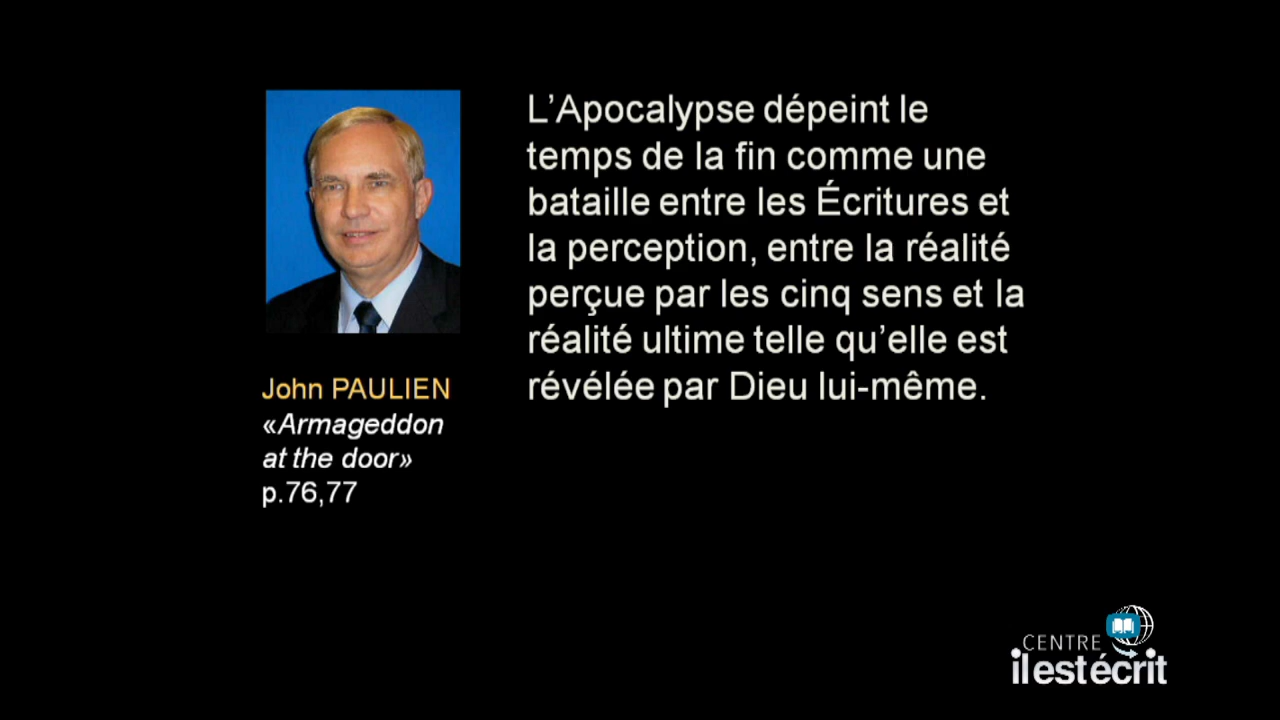 L’Apocalypse dépeint le
temps de la fin comme une
bataille entre les Écritures et
la perception, entre la réalité
perçue par les cinq sens et la
réalité ultime telle qu’elle est
révélée par Dieu lui-même.
John PAULIEN
«Armageddon
at the door»
p.76,77
CENTRE
ilestécrit